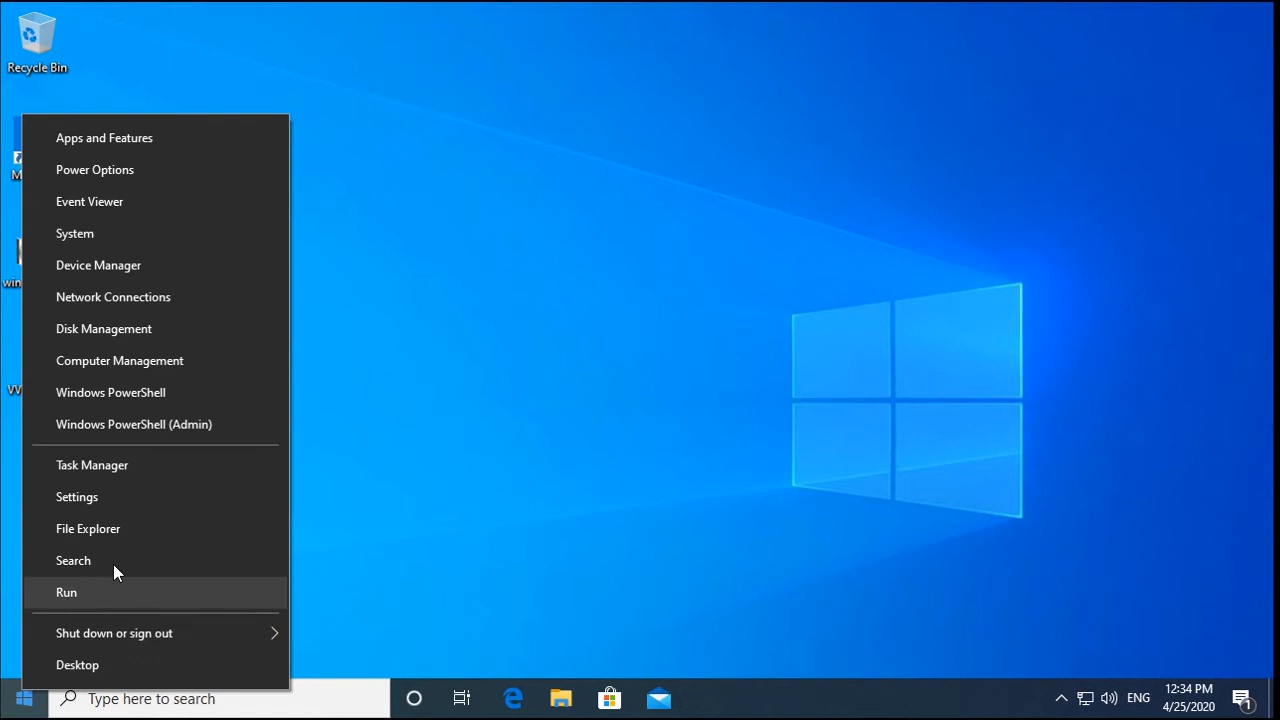 Recycle Bin
Apps and Features
Power Options
Event Viewer
System
Device Manager
Network Connections
Disk Management
Computer Management
Windows PowerShell
Windows PowerShell (Admin)
Task Manager
Settings
File Explorer
Search
Run
Shut down or sign out
Desktop
M
win
Type here to search
ENG
12:34 PM
4/25/2020
1